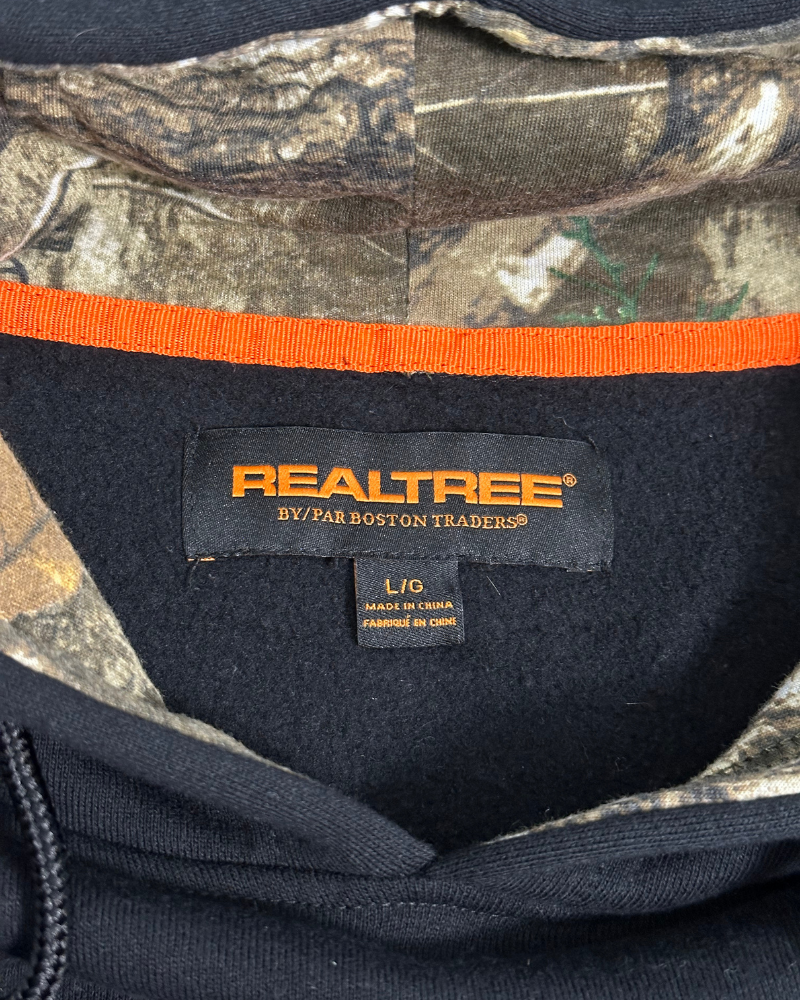 REALTREE®
BY/PAR BOSTON TRADERS®
L/G
MADE IN CHINA
FABRIQUÉ EN CHINE